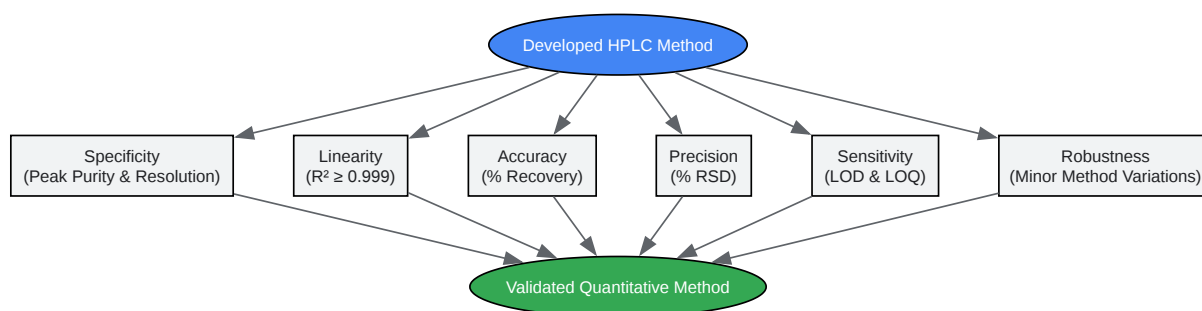 Developed HPLC Method
Specificity
(Peak Purity & Resolution)
Linearity
(R² ≥ 0.999)
Accuracy
(% Recovery)
Precision
(% RSD)
Sensitivity
(LOD & LOQ)
Robustness
(Minor Method Variations)
Validated Quantitative Method